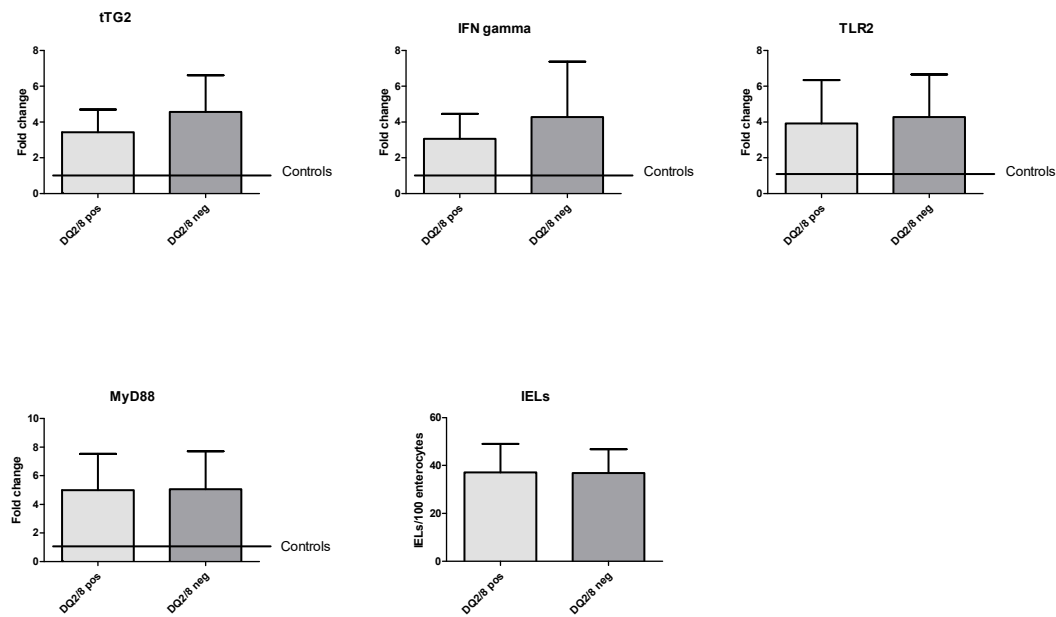 tTG2
Fold change
8
6
4
2
0
Controls
DQ2/8 pos
DQ2/8 neg
IFN gamma
Fold change
8
6
4
2
0
Controls
DQ2/8 pos
DQ2/8 neg
TLR2
Fold change
8
6
4
2
0
Controls
DQ2/8 pos
DQ2/8 neg
MyD88
Fold change
10
8
6
4
2
0
Controls
DQ2/8 pos
DQ2/8 neg
IELs
IELs/100 enterocytes
60
40
20
0
DQ2/8 pos
DQ2/8 neg